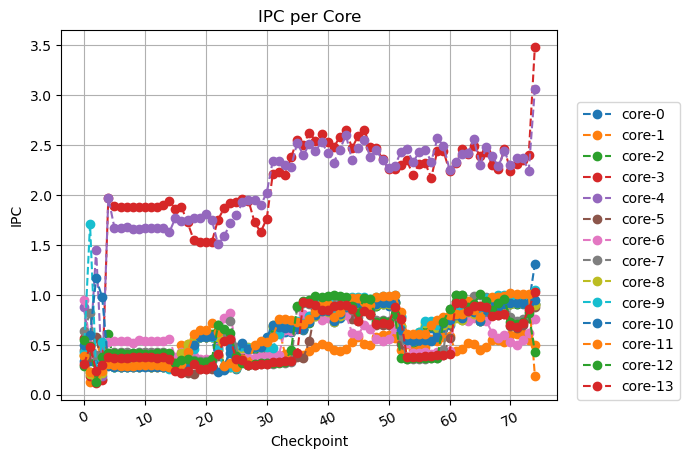 IPC per Core
IPC
3.5
3.0
2.5
2.0
1.5
1.0
0.5
0.0
0
10
20
30
40
50
60
70
Checkpoint
core-0
core-1
core-2
core-3
core-4
core-5
core-6
core-7
core-8
core-9
core-10
core-11
core-12
core-13